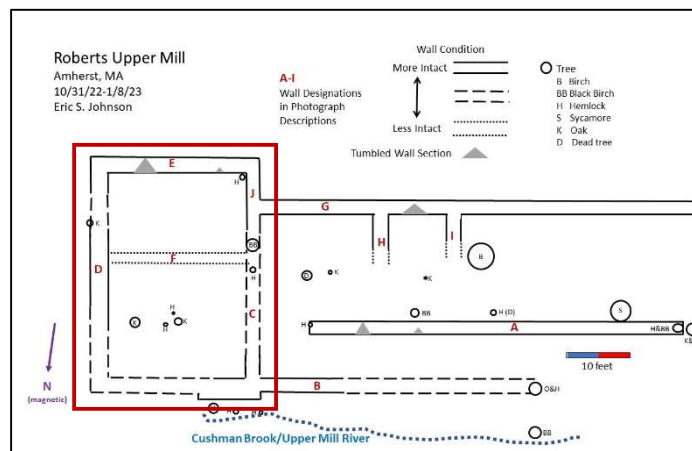 Roberts Upper Mill
Amherst, MA
10/31/22-1/8/23
Eric S. Johnson
A-I
Wall Designations
in Photograph
Descriptions
Wall Condition
More Intact
Less Intact
Tumbled Wall Section
Tree
B Birch
BB Black Birch
H Hemlock
S Sycamore
K Oak
D Dead tree
E
H
J
G
K
BB
H
I
B
F
D
H
D
K
K
C
H
K
H
K
BB
H (D)
S
H
A
H&BB
10 feet
N
(magnetic)
B
O&H
H
H
Cushman Brook/Upper Mill River
BB